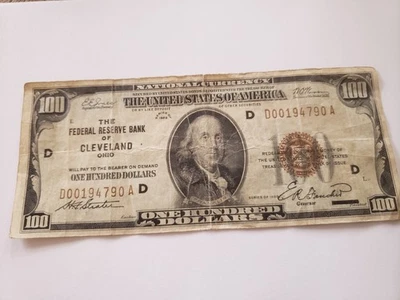 NATIONAL CURRENCY
THE UNITED STATES OF AMERICA
100
100
THE
FEDERAL RESERVE BANK
OF
CLEVELAND
OHIO
D
D00194790A
D
WILL PAY TO THE BEARER ON DEMAND
ONE HUNDRED DOLLARS
D00194790A
D
D
100
ONE HUNDRED DOLLARS
100